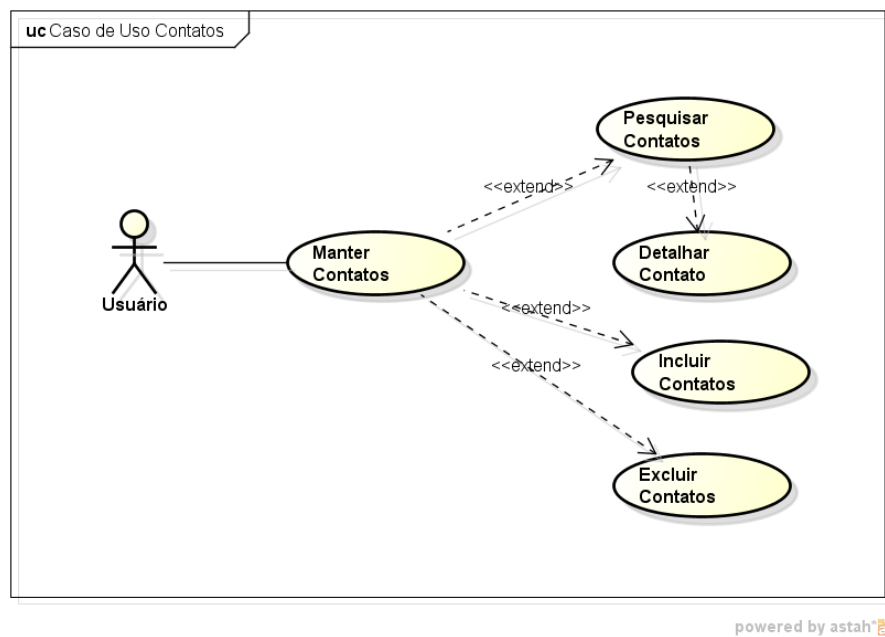 uc Caso de Uso Contatos
Pesquisar
Contatos
<<extend>>
<<extend>>
Manter
Contatos
Detalhar
Contato
Usuário
<<extend>>
Incluir
Contatos
<<extend>>
Excluir
Contatos
powered by astah*